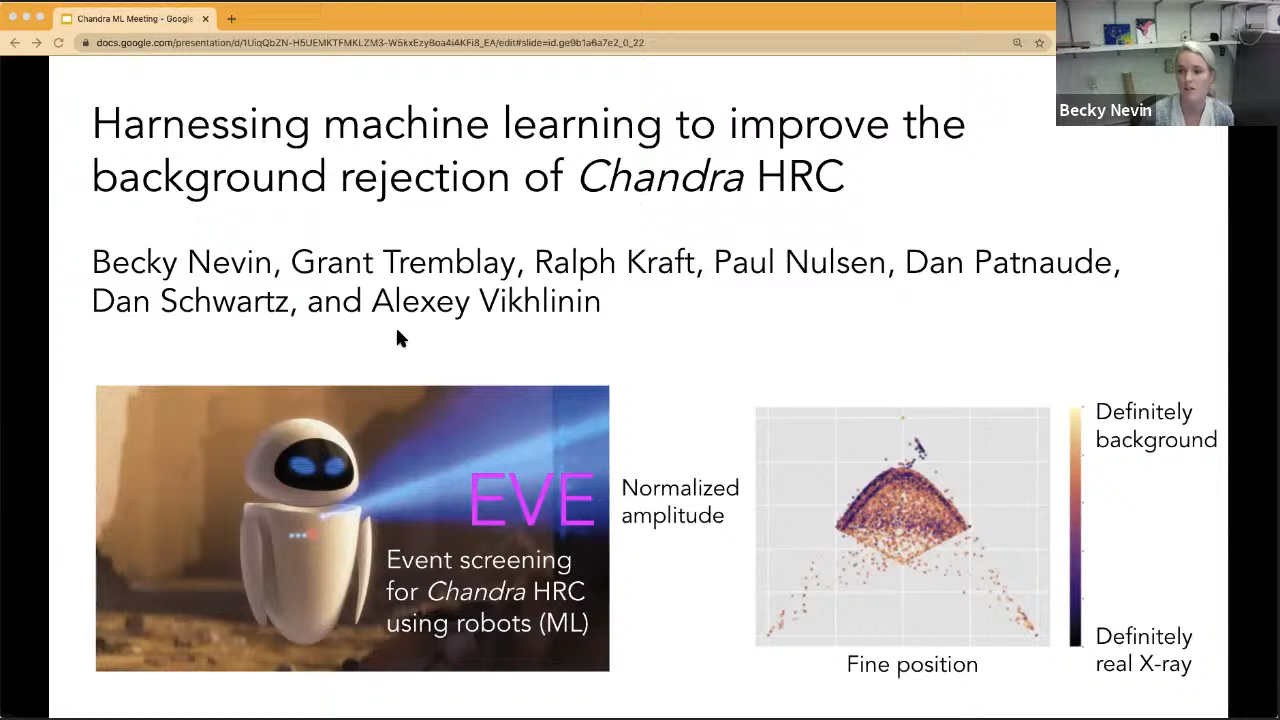 Chandra ML Meeting - Google
docs.google.com/presentation/d/1UiqQbZN-H5UEMKTFMKLZM3-W5kxEzyBoa4i4KFi8_EA/edit#slide=id.ge9b1a6a7e2_0_22
Becky Nevin
Harnessing machine learning to improve the
background rejection of Chandra HRC
Becky Nevin, Grant Tremblay, Ralph Kraft, Paul Nulsen, Dan Patnaude,
Dan Schwartz, and Alexey Vikhlinin
EVE
Event screening
for Chandra HRC
using robots (ML)
Normalized
amplitude
Fine position
Definitely
background
Definitely
real X-ray